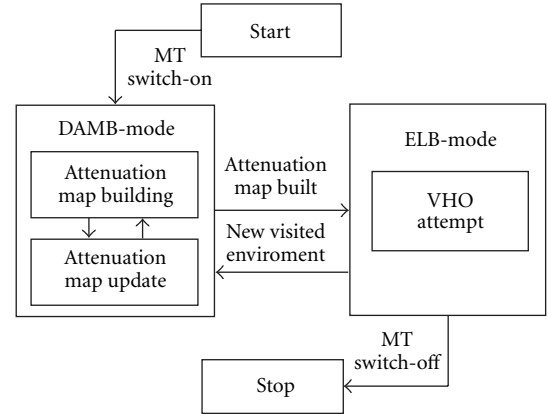 Start
MT
switch-on
DAMB-mode
Attenuation
map building
Attenuation
map update
Attenuation
map built
New visited
enviroment
ELB-mode
VHO
attempt
MT
switch-off
Stop